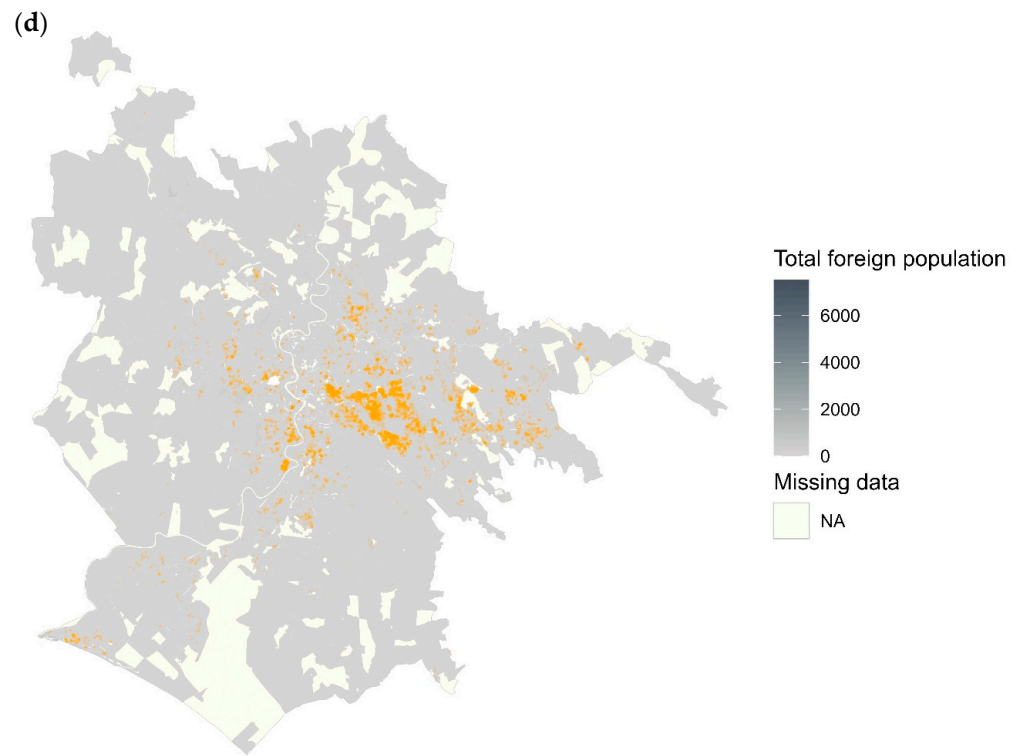 (d)
Total foreign population
6000
4000
2000
0
Missing data
NA